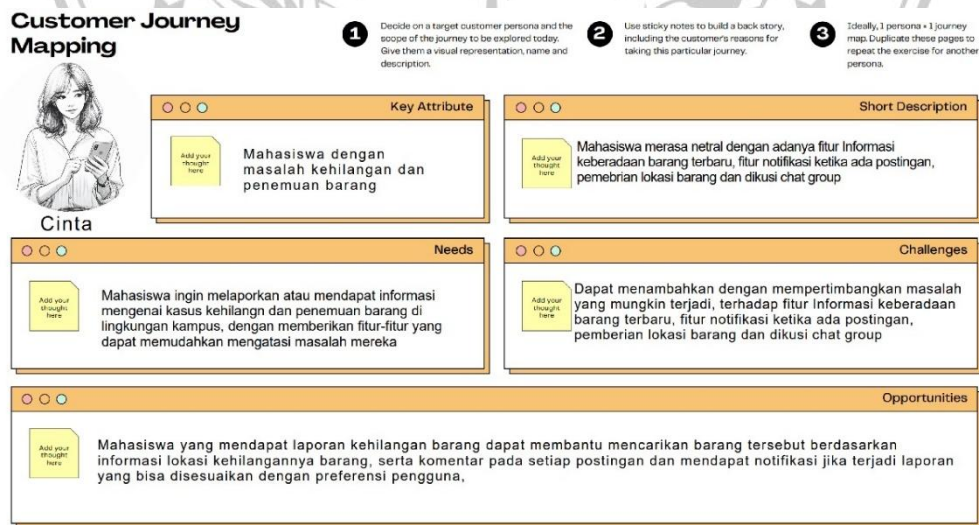 Customer Journey
Mapping
1
Decide on a target customer persona and the
scope of the journey to be explored today.
Give them a visual representation, name and
description.
2
Use sticky notes to build a back story,
including the customer's reasons for
taking this particular journey.
3
Ideally, 1 persona = 1 journey
map. Duplicate these pages to
repeat the exercise for another
persona.
Cinta
Key Attribute
Add your
thought
here
Mahasiswa dengan
masalah kehilangan dan
penemuan barang
Short Description
Add your
thought
here
Mahasiswa merasa netral dengan adanya fitur Informasi
keberadaan barang terbaru, fitur notifikasi ketika ada postingan,
pemebrian lokasi barang dan dikusi chat group
Needs
Add your
thought
here
Mahasiswa ingin melaporkan atau mendapat informasi
mengenai kasus kehilangn dan penemuan barang di
lingkungan kampus, dengan memberikan fitur-fitur yang
dapat memudahkan mengatasi masalah mereka
Challenges
Add your
thought
here
Dapat menambahkan dengan mempertimbangkan masalah
yang mungkin terjadi, terhadap fitur Informasi keberadaan
barang terbaru, fitur notifikasi ketika ada postingan,
pemberian lokasi barang dan dikusi chat group
Opportunities
Add your
thought
here
Mahasiswa yang mendapat laporan kehilangan barang dapat membantu mencarikan barang tersebut berdasarkan
informasi lokasi kehilangannya barang, serta komentar pada setiap postingan dan mendapat notifikasi jika terjadi laporan
yang bisa disesuaikan dengan preferensi pengguna,